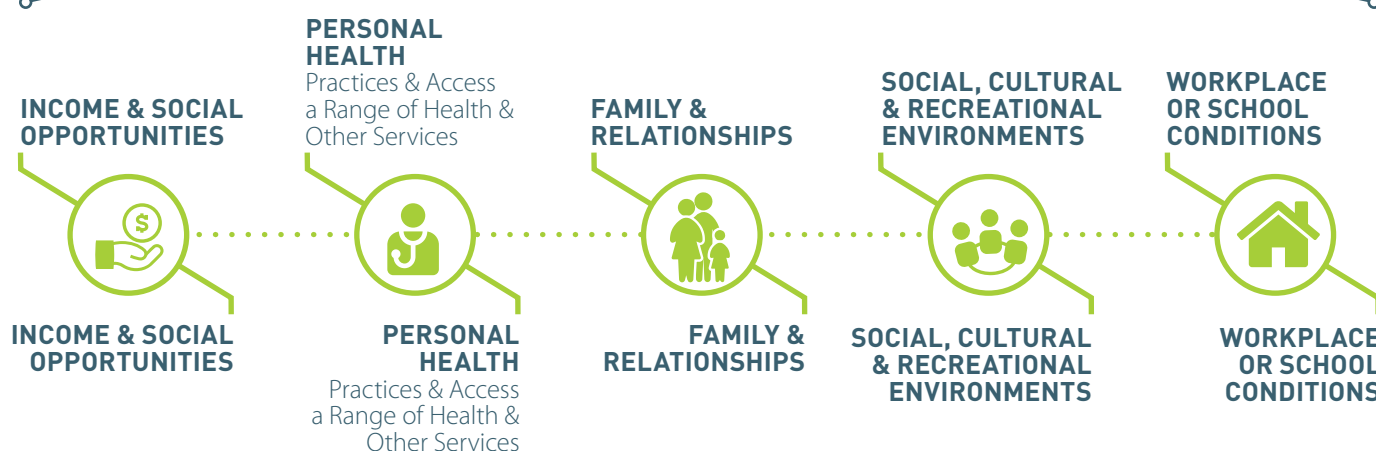 INCOME & SOCIAL
OPPORTUNITIES
PERSONAL
HEALTH
Practices & Access
a Range of Health &
Other Services
FAMILY &
RELATIONSHIPS
SOCIAL, CULTURAL
& RECREATIONAL
ENVIRONMENTS
WORKPLACE
OR SCHOOL
CONDITIONS
$
INCOME & SOCIAL
OPPORTUNITIES
PERSONAL
HEALTH
Practices & Access
a Range of Health &
Other Services
FAMILY &
RELATIONSHIPS
SOCIAL, CULTURAL
& RECREATIONAL
ENVIRONMENTS
WORKPLACE
OR SCHOOL
CONDITIONS